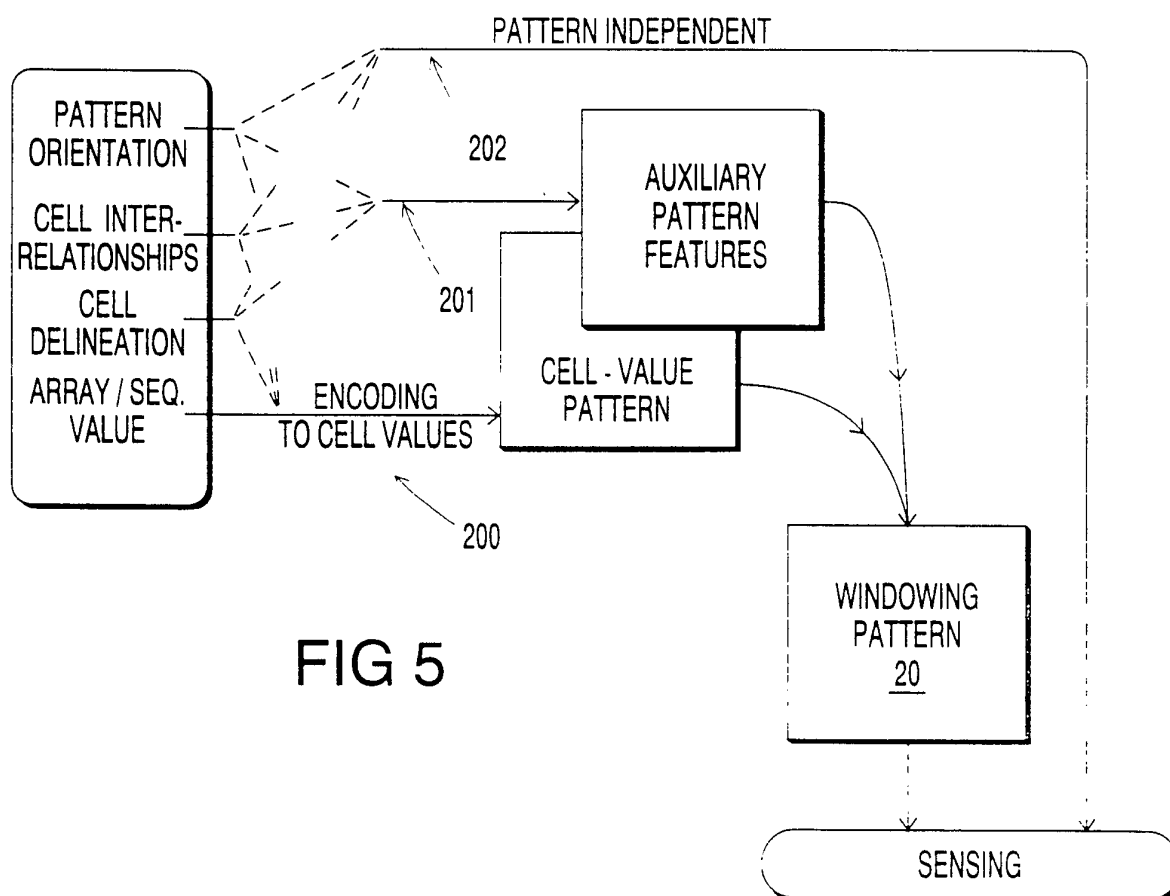 PATTERN INDEPENDENT
202
PATTERN
ORIENTATION
CELL INTER-
RELATIONSHIPS
CELL
DELINEATION
ARRAY / SEQ.
VALUE
201
ENCODING
TO CELL VALUES
200
AUXILIARY
PATTERN
FEATURES
CELL - VALUE
PATTERN
WINDOWING
PATTERN
20
FIG 5
SENSING